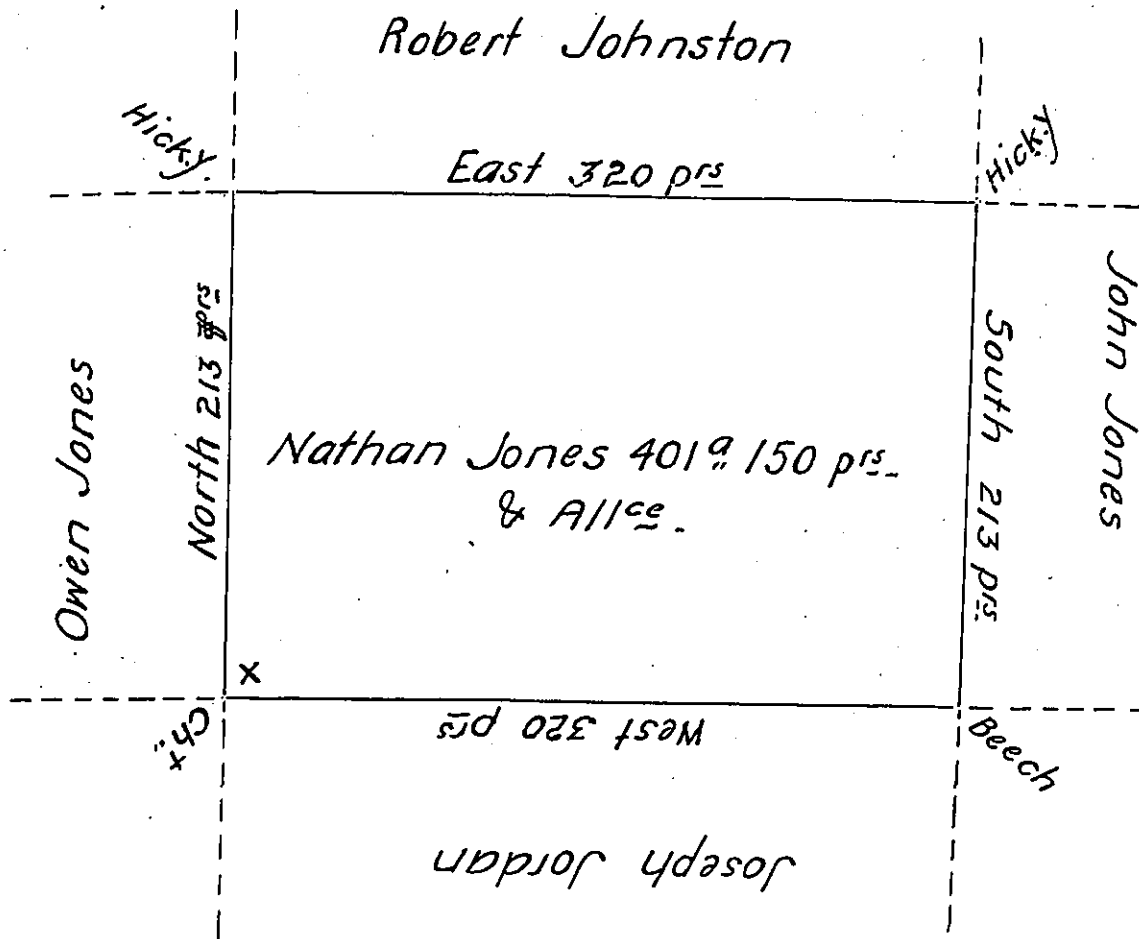 Robert Johnston
Hicky.
Hicky
East 320 prs
North 213 prs
South 213 prs
Owen Jones
John Jones
Nathan Jones 401a 150 prs.
& Allce.
x
West 320 prs
Cht
Beech
Joseph Jordan